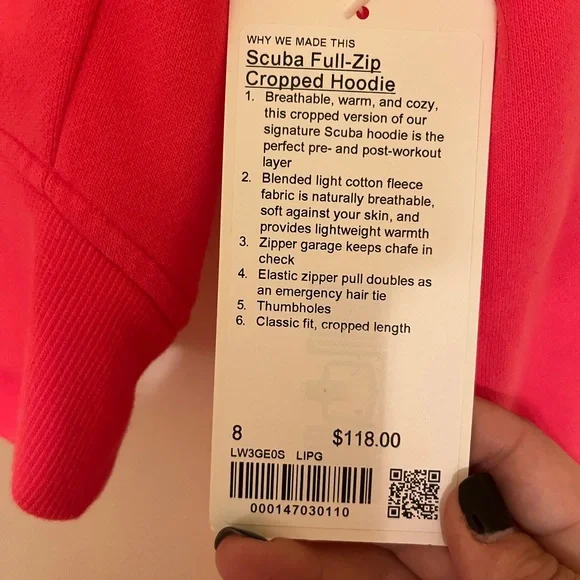 WHY WE MADE THIS
Scuba Full-Zip
Cropped Hoodie
1. Breathable, warm, and cozy,
this cropped version of our
signature Scuba hoodie is the
perfect pre- and post-workout
layer
2. Blended light cotton fleece
fabric is naturally breathable,
soft against your skin, and
provides lightweight warmth
3. Zipper garage keeps chafe in
check
4. Elastic zipper pull doubles as
an emergency hair tie
5. Thumbholes
6. Classic fit, cropped length
8 $118.00
LW3GE0S LIPG
000147030110